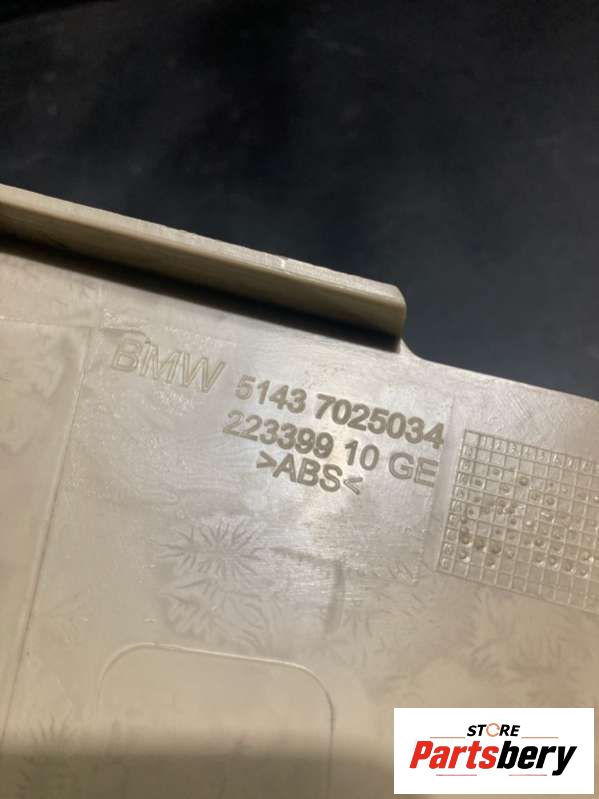 BMW 5143 7025034
223399 10 GE
>ABS<
STORE
Partsbery